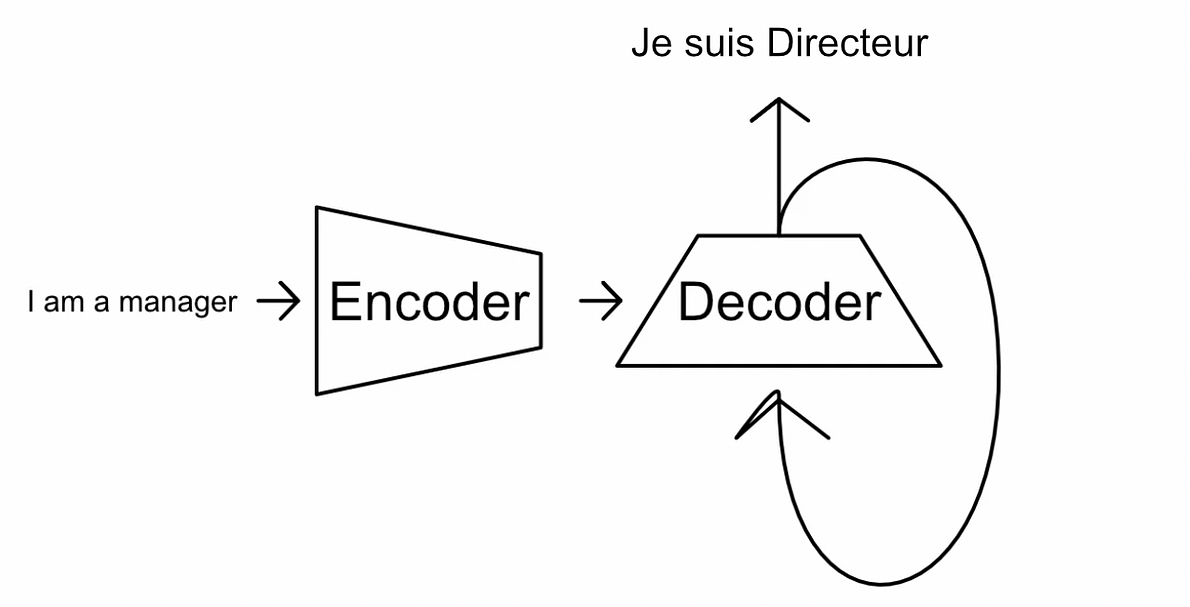 Je suis Directeur
I am a manager
Encoder
Decoder